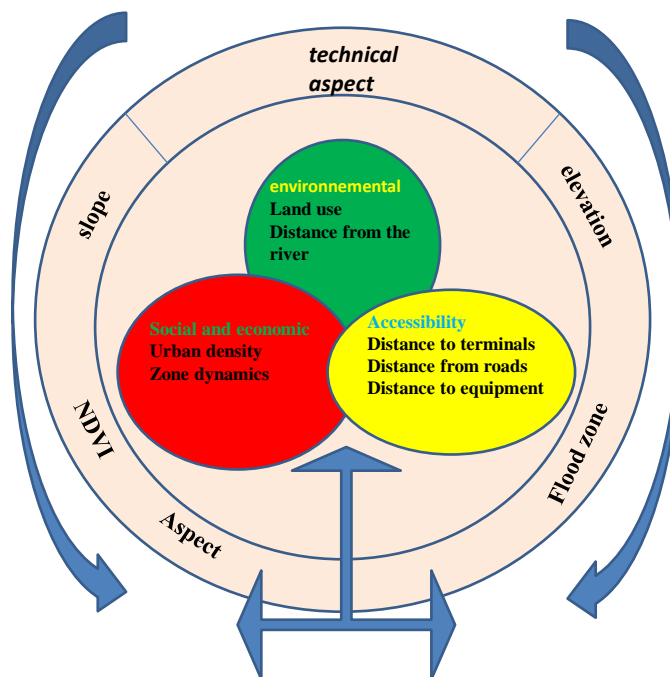 technical
aspect
slope
elevation
environnemental
Land use
Distance from the
river
Social and economic
Urban density
Zone dynamics
Accessibility
Distance to terminals
Distance from roads
Distance to equipment
NDVI
Flood zone
Aspect